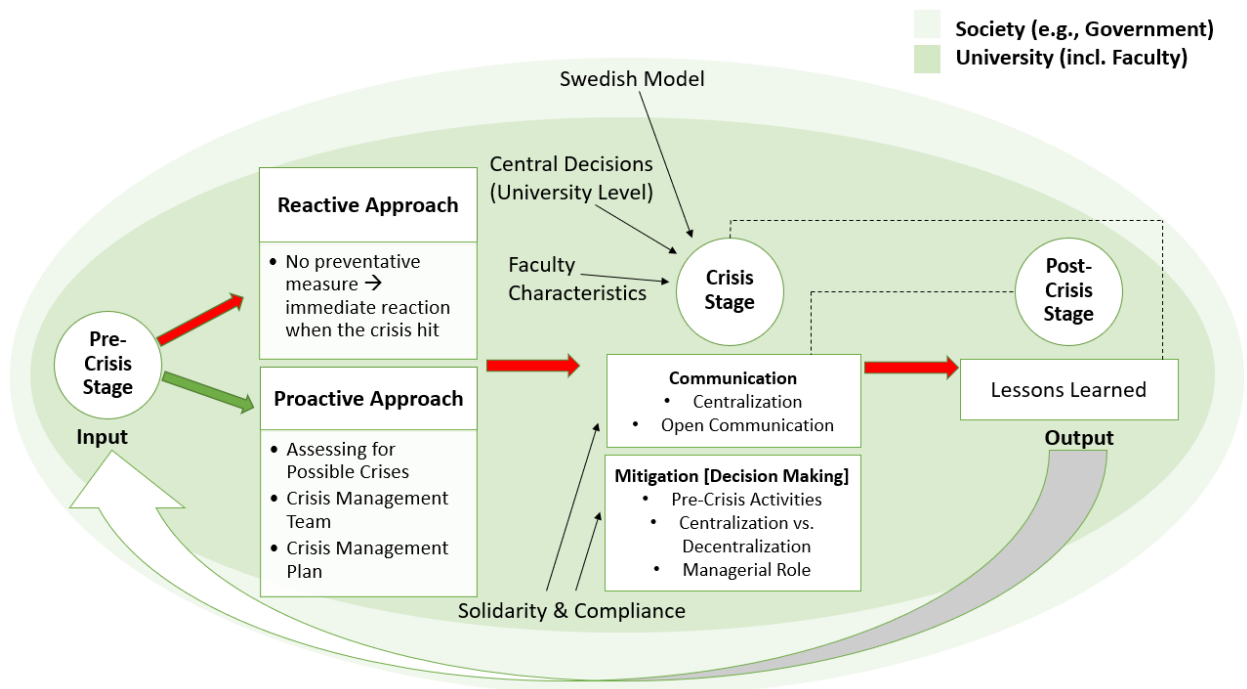 Society (e.g., Government)
University (incl. Faculty)
Swedish Model
Central Decisions
(University Level)
Faculty
Characteristics
Pre-
Crisis
Stage
Input
Reactive Approach
• No preventative
measure →
immediate reaction
when the crisis hit
Proactive Approach
• Assessing for
Possible Crises
• Crisis Management
Team
• Crisis Management
Plan
Crisis
Stage
Communication
• Centralization
• Open Communication
Mitigation [Decision Making]
• Pre-Crisis Activities
• Centralization vs.
Decentralization
• Managerial Role
Solidarity & Compliance
Post-
Crisis
Stage
Lessons Learned
Output